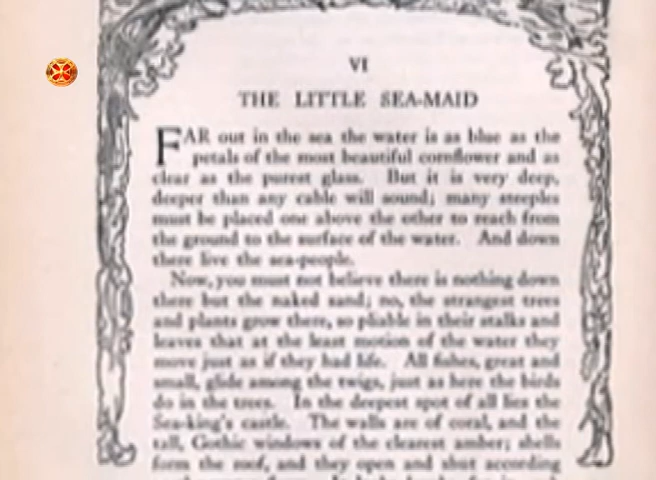 VI
THE LITTLE SEA-MAID
FAR out in the sea the water is as blue as the
petals of the most beautiful cornflower and as
clear as the purest glass. But it is very deep,
deeper than any cable will sound; many steeples
must be placed one above the other to reach from
the ground to the surface of the water. And down
there live the sea-people.
Now, you must not believe there is nothing down
there but the naked sand; no, the strangest trees
and plants grow there, so pliable in their stalks and
leaves that at the least motion of the water they
move just as if they had life. All fishes, great and
small, glide among the twigs, just as here the birds
do in the trees. In the deepest spot of all lies the
Sea-king's castle. The walls are of coral, and the
tall, Gothic windows of the clearest amber; shells
form the roof, and they open and shut according